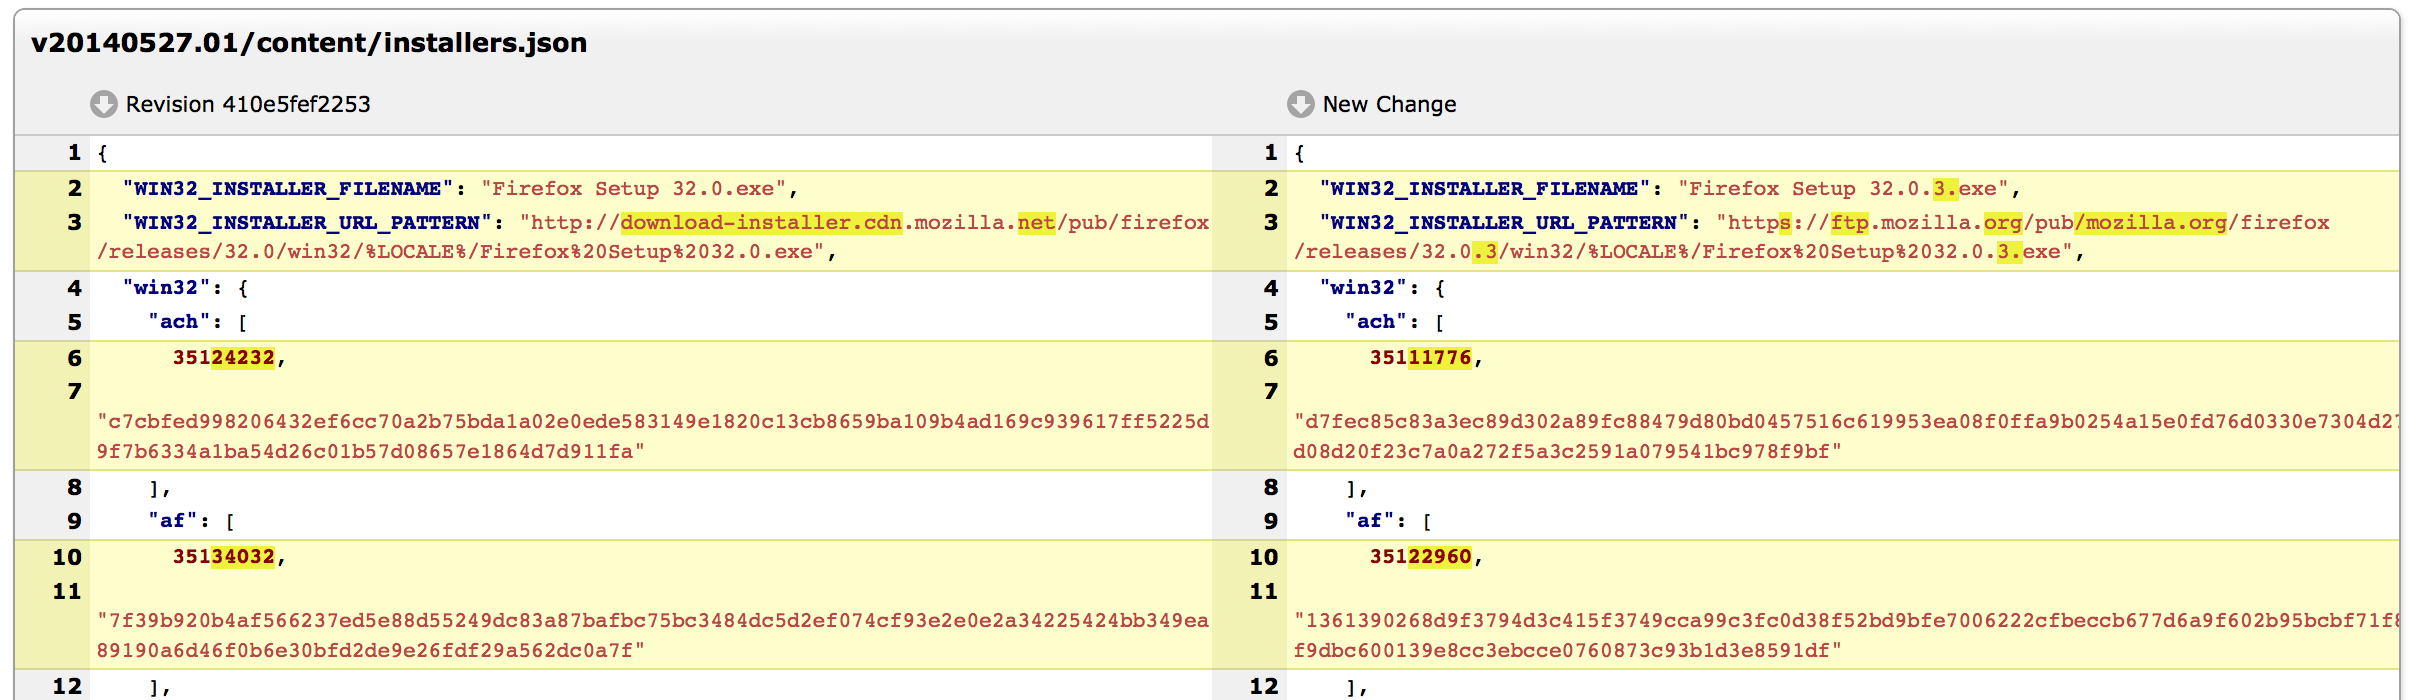 v20140527.01/content/installers.json
Revision 410e5fef2253
1 {
2 "WIN32_INSTALLER_FILENAME": "Firefox Setup 32.0.exe",
3 "WIN32_INSTALLER_URL_PATTERN": "http://download-installer.cdn.mozilla.net/pub/firefox
/releases/32.0/win32/%LOCALE%/Firefox%20Setup%2032.0.exe",
4 "win32": {
5 "ach": [
6 35124232,
7
"c7cbfed998206432ef6cc70a2b75bda1a02e0ede583149e1820c13cb8659ba109b4ad169c939617ff5225d
9f7b6334a1ba54d26c01b57d08657e1864d7d911fa"
8 ],
9 "af": [
10 35134032,
11
"7f39b920b4af566237ed5e88d55249dc83a87bafbc75bc3484dc5d2ef074cf93e2e0e2a34225424bb349ea
89190a6d46f0b6e30bfd2de9e26fdf29a562dc0a7f"
12 ],
New Change
1 {
2 "WIN32_INSTALLER_FILENAME": "Firefox Setup 32.0.3.exe",
3 "WIN32_INSTALLER_URL_PATTERN": "https://ftp.mozilla.org/pub/mozilla.org/firefox
/releases/32.0.3/win32/%LOCALE%/Firefox%20Setup%2032.0.3.exe",
4 "win32": {
5 "ach": [
6 35111776,
7
"d7fec85c83a3ec89d302a89fc88479d80bd0457516c619953ea08f0ffa9b0254a15e0fd76d0330e7304d27
d08d20f23c7a0a272f5a3c2591a079541bc978f9bf"
8 ],
9 "af": [
10 35122960,
11
"1361390268d9f3794d3c415f3749cca99c3fc0d38f52bd9bfe7006222cfbeccb677d6a9f602b95bcbf71f8
f9dbc600139e8cc3ebcce0760873c93b1d3e8591df"
12 ],